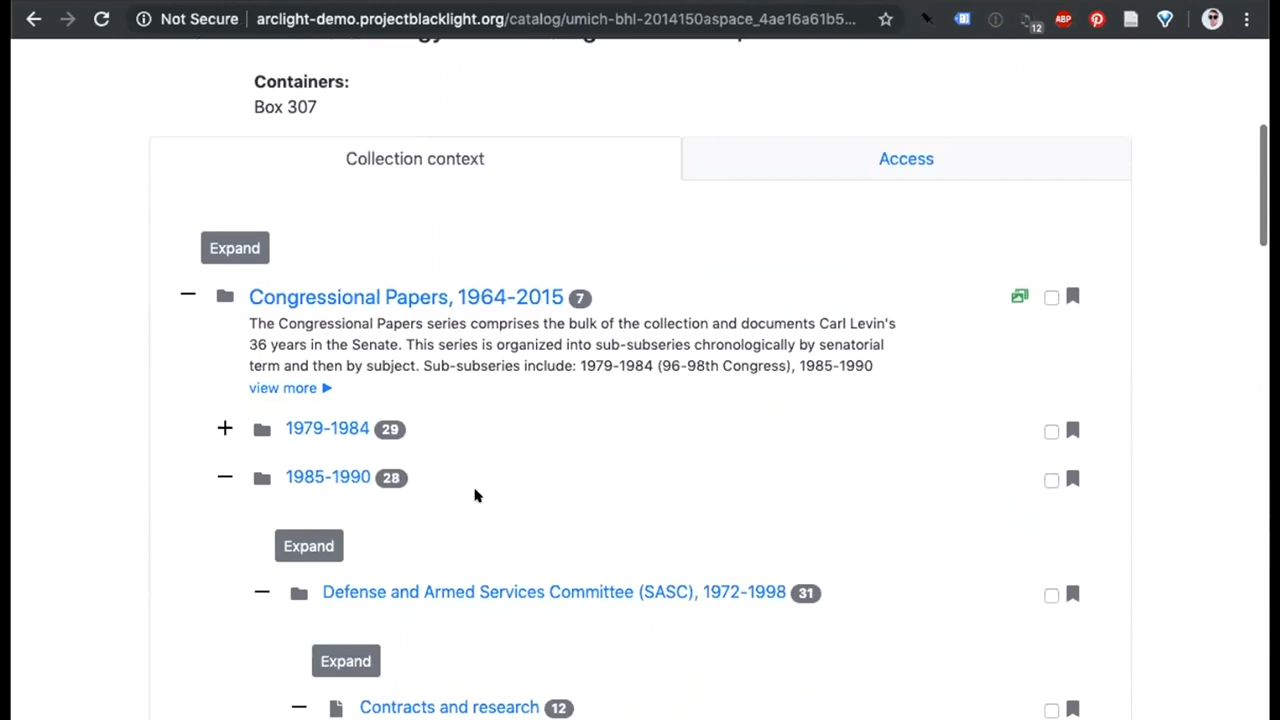 Not Secure arclight-demo.projectblacklight.org/catalog/umich-bhl-2014150aspace_4ae16a61b5...
12
ABP
Containers:
Box 307
Collection context
Access
Expand
Congressional Papers, 1964-2015 7
The Congressional Papers series comprises the bulk of the collection and documents Carl Levin's
36 years in the Senate. This series is organized into sub-subseries chronologically by senatorial
term and then by subject. Sub-subseries include: 1979-1984 (96-98th Congress), 1985-1990
view more ▶
1979-1984 29
1985-1990 28
Expand
Defense and Armed Services Committee (SASC), 1972-1998 31
Expand
Contracts and research 12